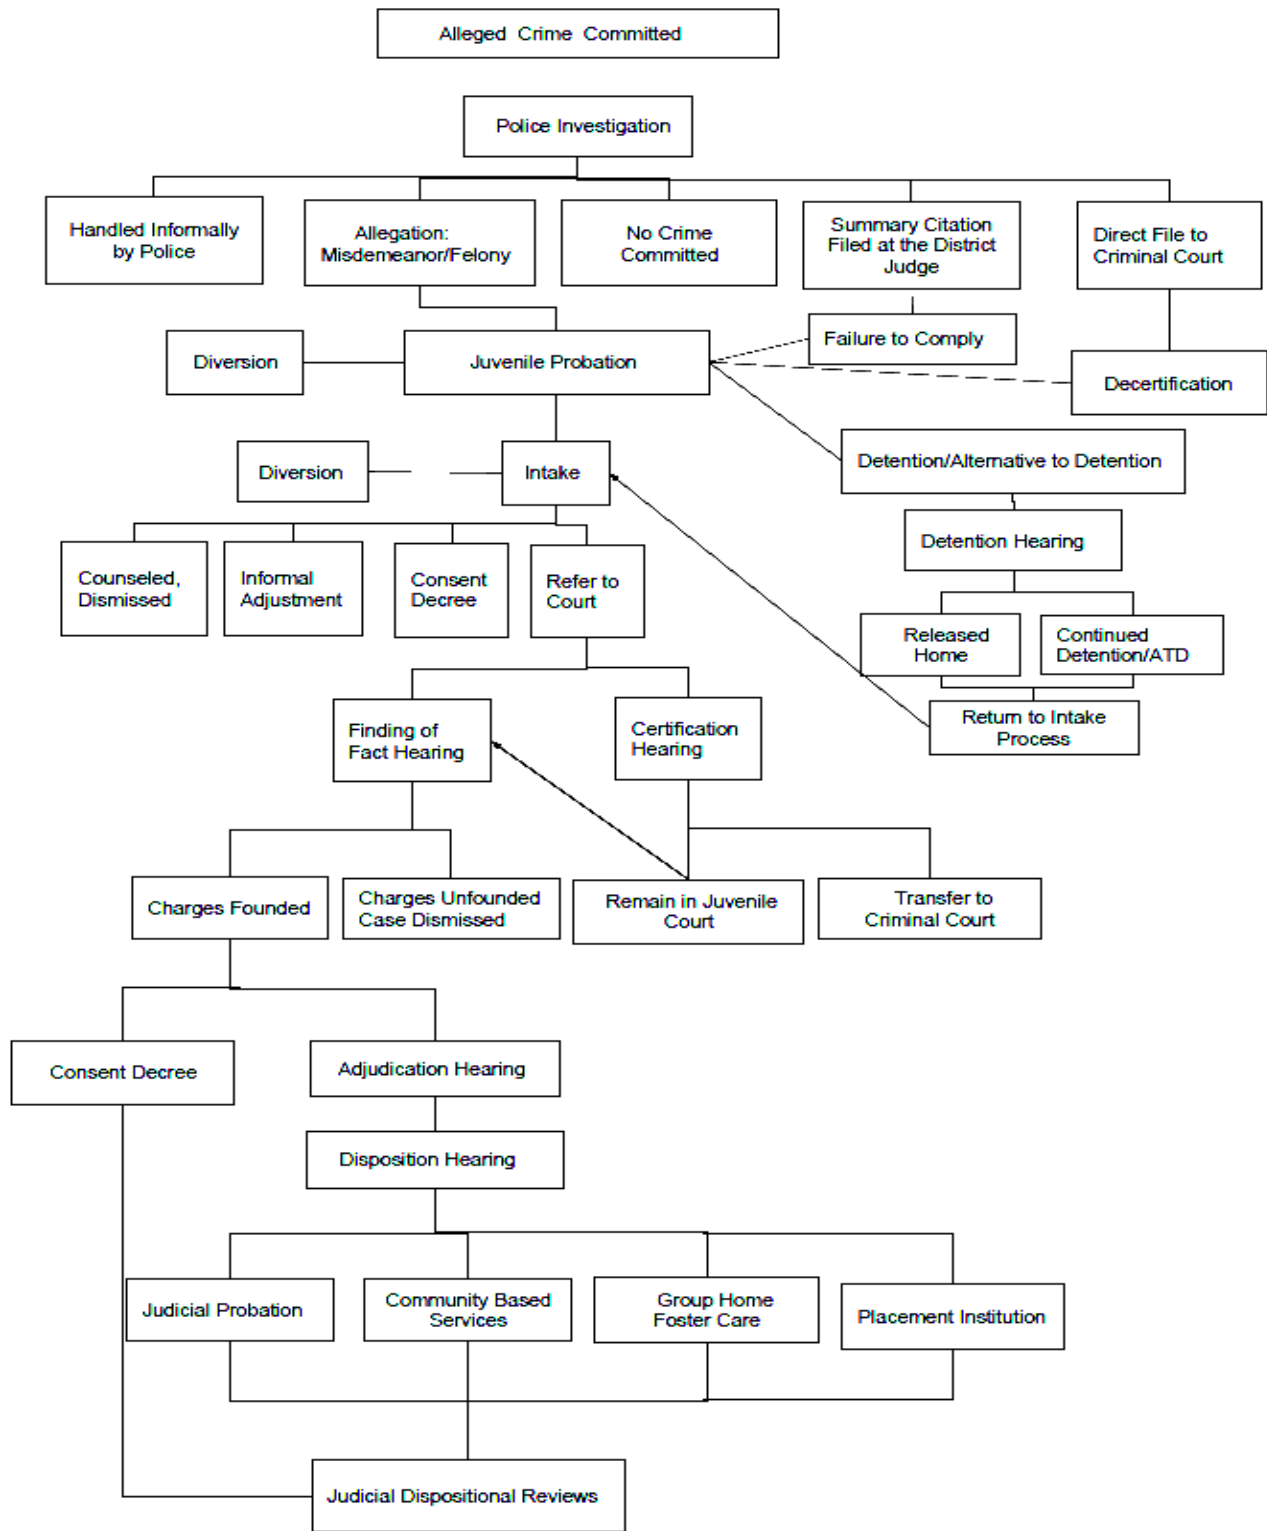 Alleged Crime Committed
Police Investigation
Handled Informally
by Police
Allegation:
Misdemeanor/Felony
No Crime
Committed
Summary Citation
Filed at the District
Judge
Direct File to
Criminal Court
Diversion
Juvenile Probation
Failure to Comply
Decertification
Diversion
Intake
Detention/Alternative to Detention
Detention Hearing
Counseled,
Dismissed
Informal
Adjustment
Consent
Decree
Refer to
Court
Released
Home
Continued
Detention/ATD
Return to Intake
Process
Finding of
Fact Hearing
Certification
Hearing
Charges Founded
Charges Unfounded
Case Dismissed
Remain in Juvenile
Court
Transfer to
Criminal Court
Consent Decree
Adjudication Hearing
Disposition Hearing
Judicial Probation
Community Based
Services
Group Home
Foster Care
Placement Institution
Judicial Dispositional Reviews